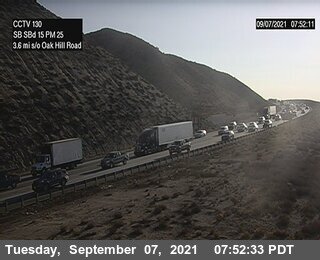 CCTV 130
SB SBd 15 PM 25
3.6 mi s/o Oak Hill Road
09/07/2021 07:52:11
Tuesday, September 07, 2021 07:52:33 PDT